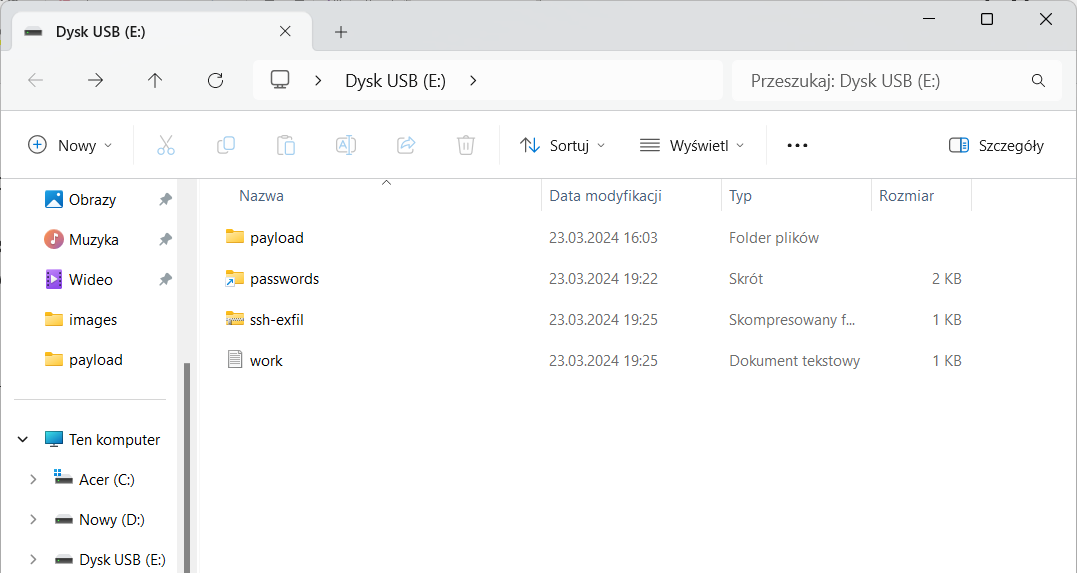 Dysk USB (E:)
Dysk USB (E:)
Przeszukaj: Dysk USB (E:)
Nowy
Sortuj
Wyświetl
Szczegóły
Obrazy
Muzyka
Wideo
images
payload
Ten komputer
Acer (C:)
Nowy (D:)
Dysk USB (E:)
Nazwa Data modyfikacji Typ Rozmiar
payload 23.03.2024 16:03 Folder plików
passwords 23.03.2024 19:22 Skrót 2 KB
ssh-exfil 23.03.2024 19:25 Skompresowany f... 1 KB
work 23.03.2024 19:25 Dokument tekstowy 1 KB